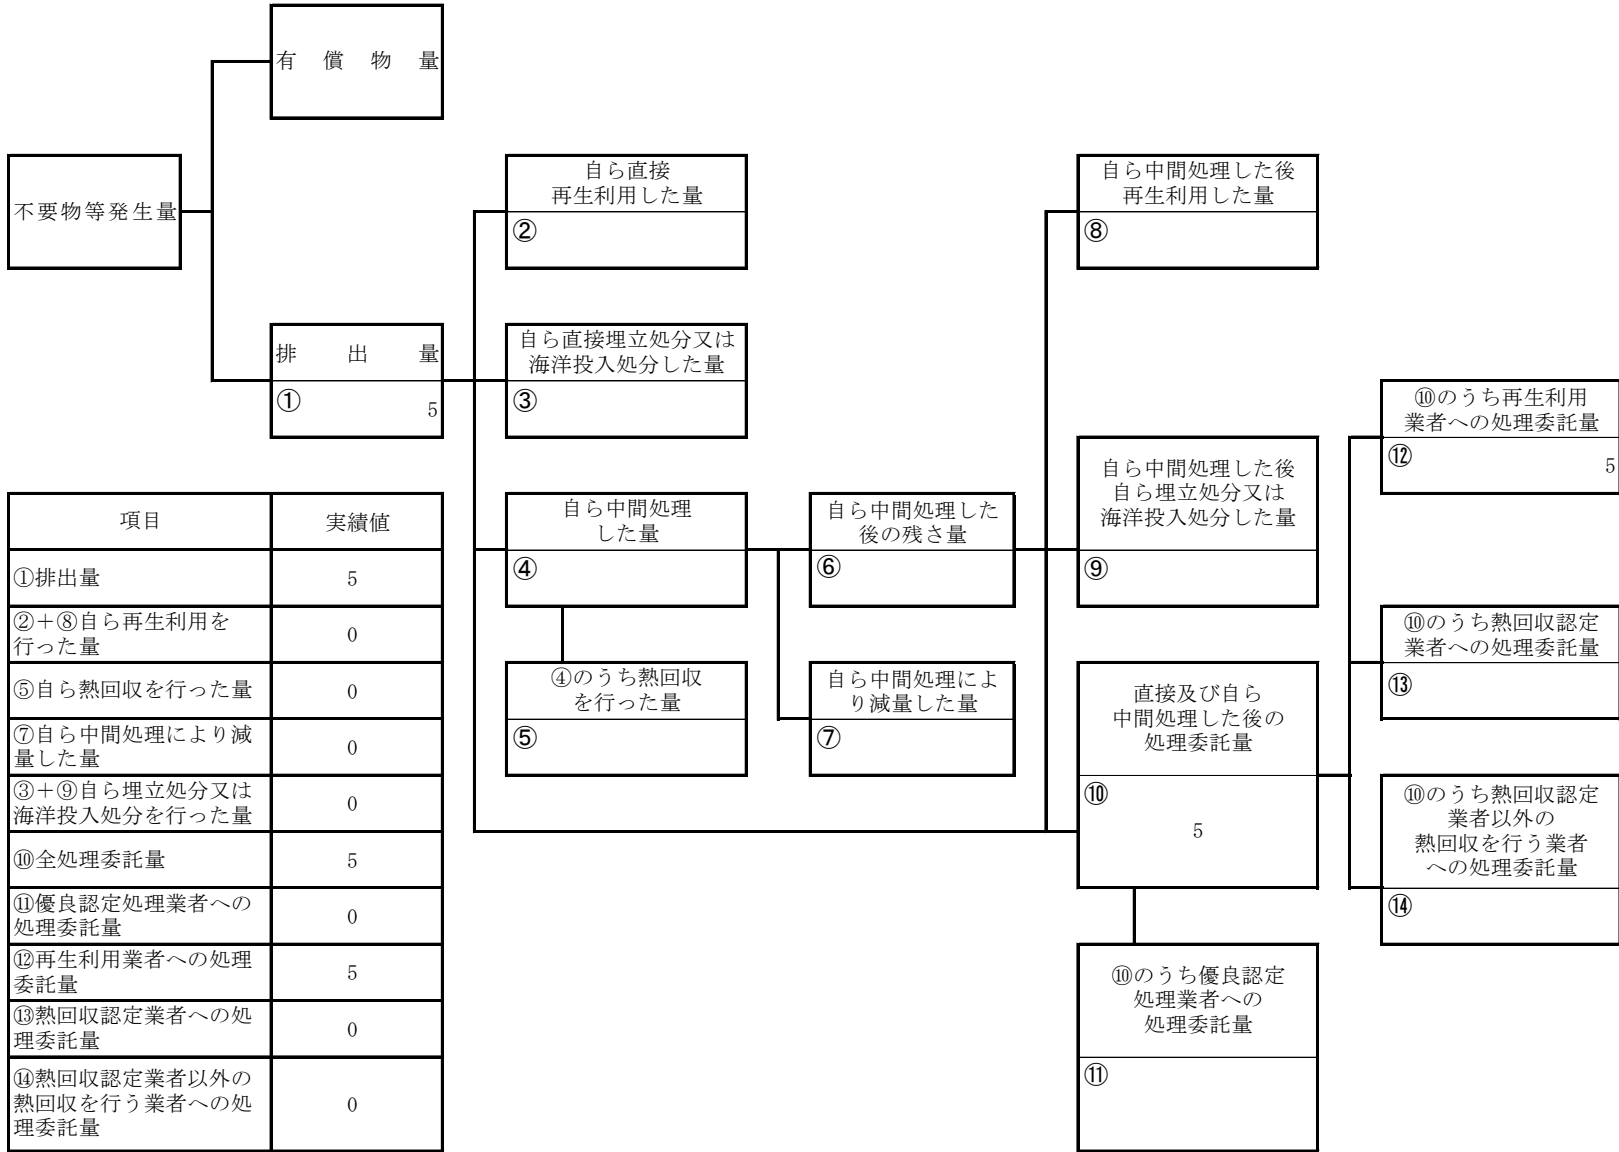 有償物量
不要物等発生量
排出量
①
5
自ら直接
再生利用した量
②
自ら直接埋立処分又は
海洋投入処分した量
③
自ら中間処理
した量
④
④のうち熱回収
を行った量
⑤
自ら中間処理した
後の残さ量
⑥
自ら中間処理によ
り減量した量
⑦
自ら中間処理した後
再生利用した量
⑧
自ら中間処理した後
自ら埋立処分又は
海洋投入処分した量
⑨
直接及び自ら
中間処理した後の
処理委託量
⑩
5
⑩のうち優良認定
処理業者への
処理委託量
⑪
⑩のうち再生利用
業者への処理委託量
⑫
5
⑩のうち熱回収認定
業者への処理委託量
⑬
⑩のうち熱回収認定
業者以外の
熱回収を行う業者
への処理委託量
⑭
項目 実績値
①排出量 5
②+⑧自ら再生利用を
行った量 0
⑤自ら熱回収を行った量 0
⑦自ら中間処理により減
量した量 0
③+⑨自ら埋立処分又は
海洋投入処分を行った量 0
⑩全処理委託量 5
⑪優良認定処理業者への
処理委託量 0
⑫再生利用業者への処理
委託量 5
⑬熱回収認定業者への処
理委託量 0
⑭熱回収認定業者以外の
熱回収を行う業者への処
理委託量 0